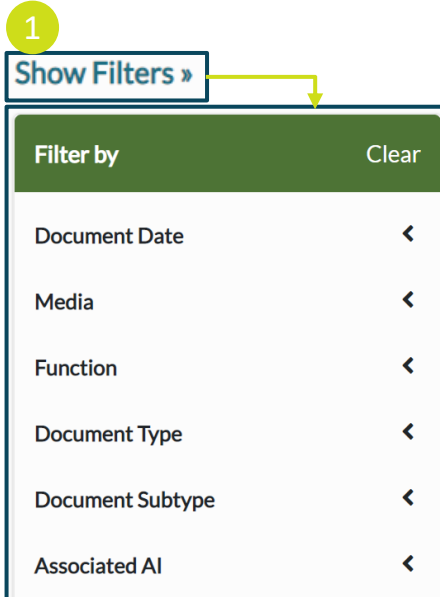 1
Show Filters »
Filter by Clear
Document Date
Media
Function
Document Type
Document Subtype
Associated AI